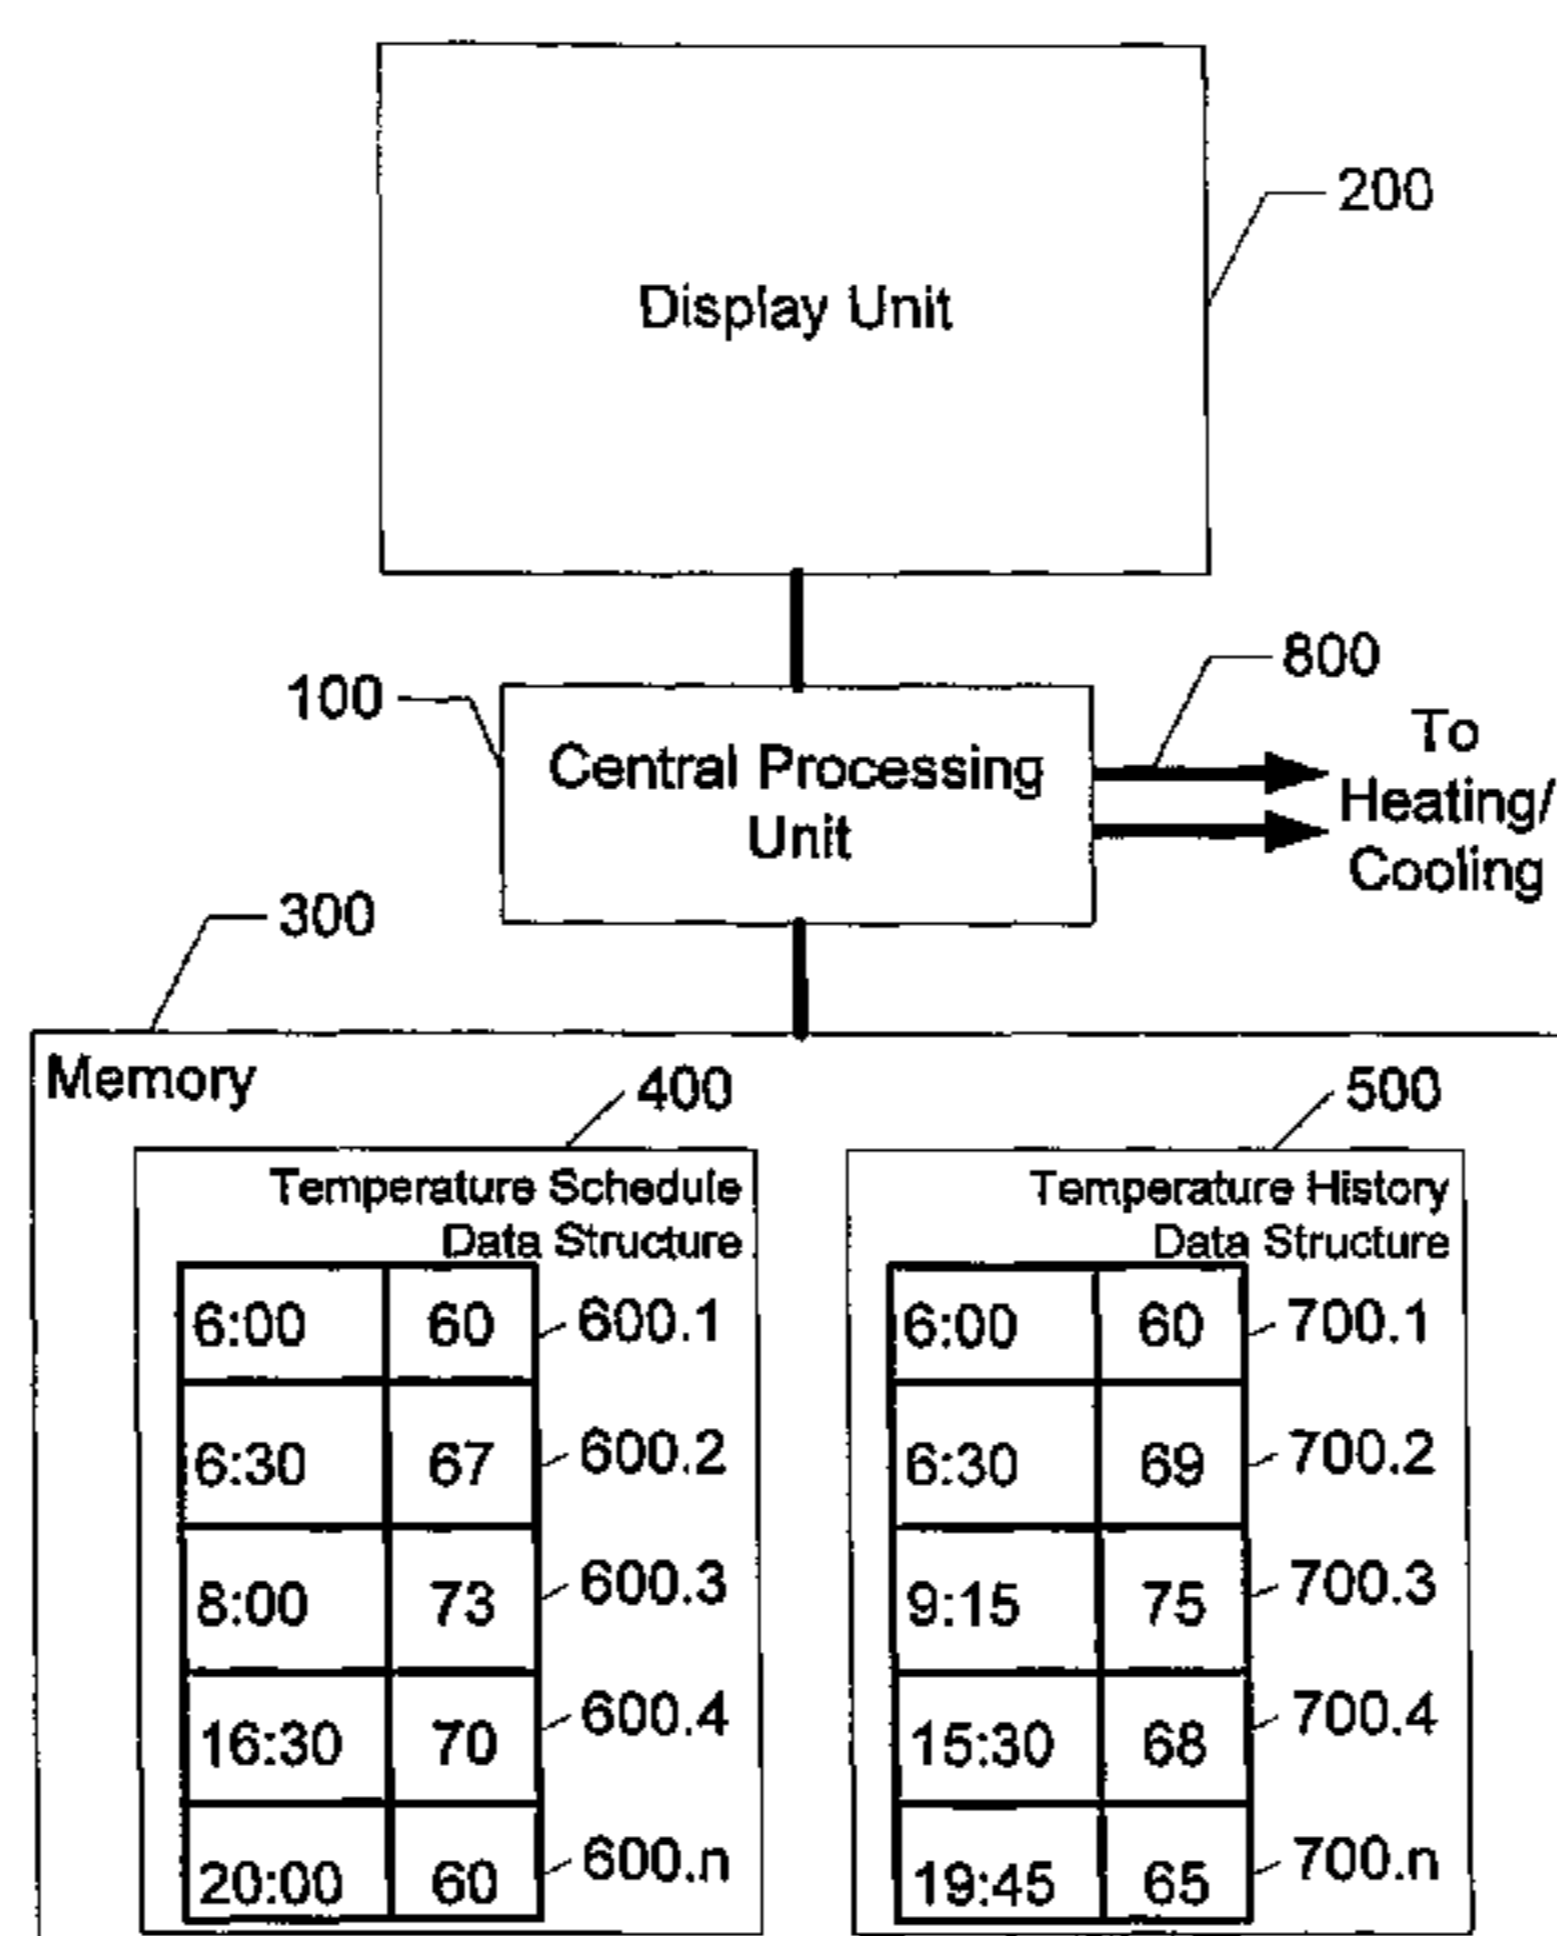 200
Display Unit
800
100
Central Processing
Unit
To
Heating/
Cooling
300
Memory
400
500
Temperature Schedule
Data Structure
6:00 60 600.1
6:30 67 600.2
8:00 73 600.3
16:30 70 600.4
20:00 60 600.n
Temperature History
Data Structure
6:00 60 700.1
6:30 69 700.2
9:15 75 700.3
15:30 68 700.4
19:45 65 700.n